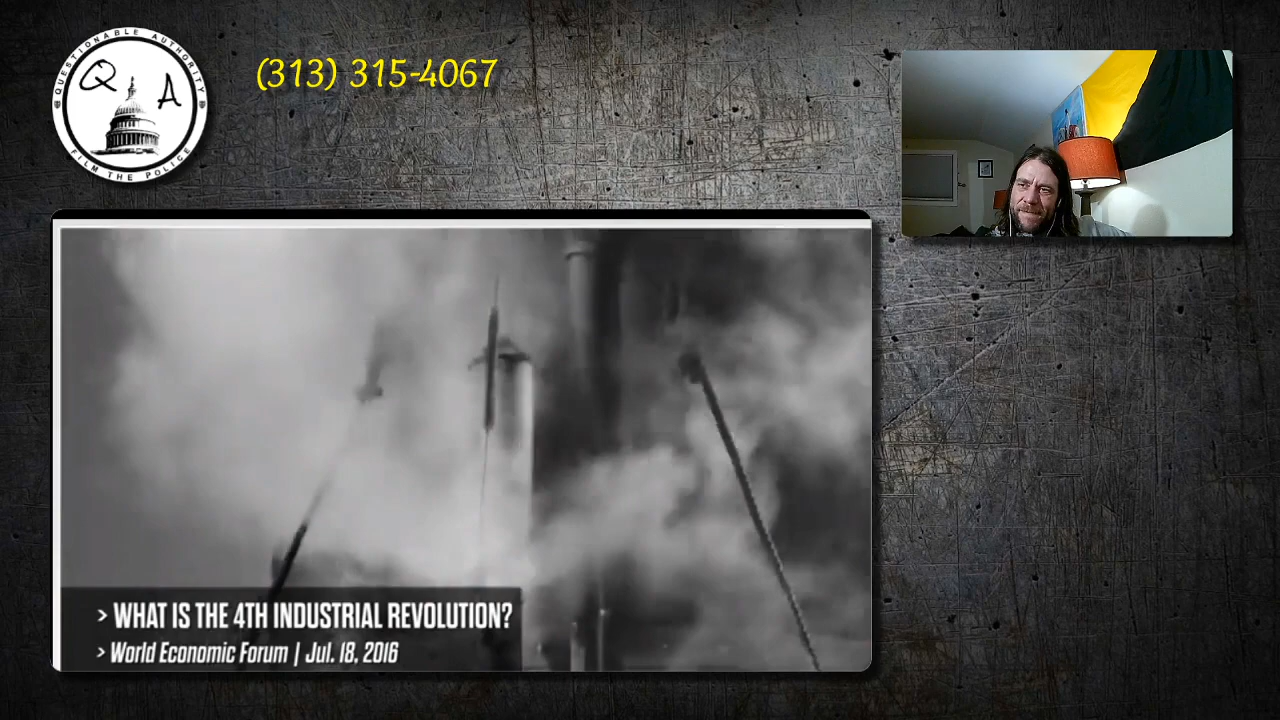 QUESTIONABLE AUTHORITY
Q A
FILM THE POLICE
(313) 315-4067
> WHAT IS THE 4TH INDUSTRIAL REVOLUTION?
> World Economic Forum | Jul. 18, 2016